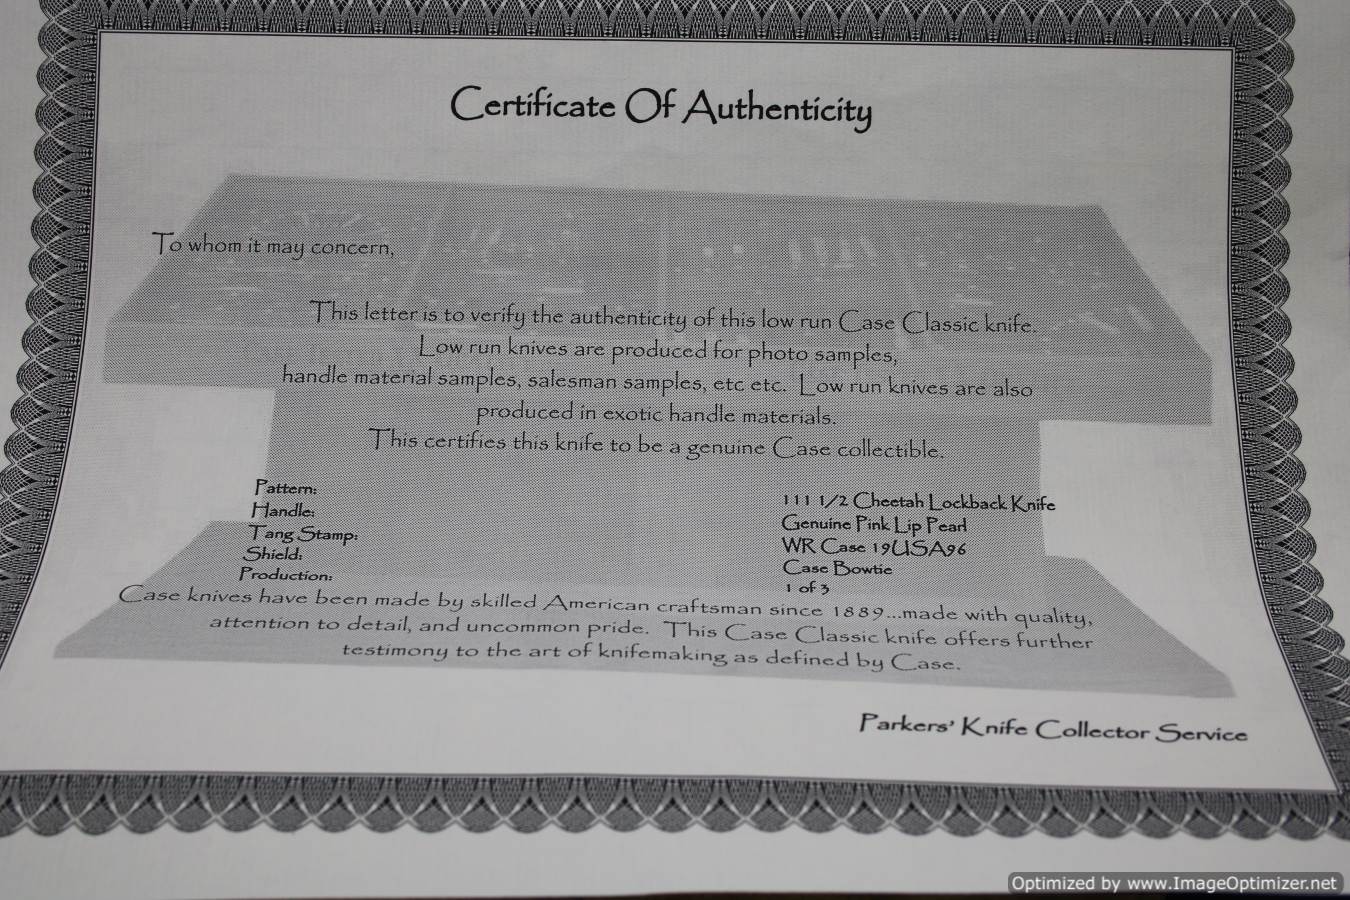 Certificate Of Authenticity
To whom it may concern,
This letter is to verify the authenticity of this low run Case Classic knife.
Low run knives are produced for photo samples,
handle material samples, salesman samples, etc etc. Low run knives are also
produced in exotic handle materials.
This certifies this knife to be a genuine Case collectible.
Pattern: 111 1/2 Cheetah Lockback Knife
Handle: Genuine Pink Lip Pearl
Tang Stamp: WR Case 19USA96
Shield: Case Bowtie
Production: 1 of 3
Case knives have been made by skilled American craftsman since 1889...made with quality,
attention to detail, and uncommon pride. This Case Classic knife offers further
testimony to the art of knifemaking as defined by Case.
Parkers' Knife Collector Service
Optimized by www.ImageOptimizer.net